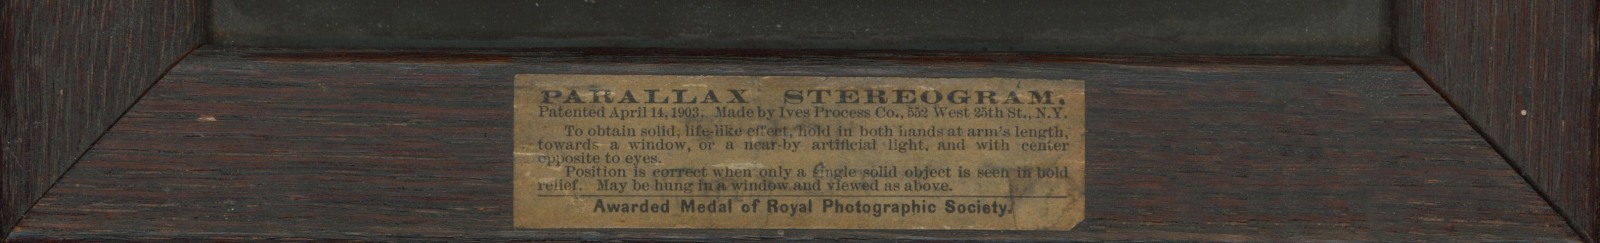 PARALLAX STEREOGRAM.
Patented April 14, 1903. Made by Ives Process Co., 552 West 25th St., N.Y.
To obtain solid, life-like effect, hold in both hands at arm's length,
towards a window, or a near-by artificial light, and with center
opposite to eyes.
Position is correct when only a single solid object is seen in bold
relief. May be hung in a window and viewed as above.
Awarded Medal of Royal Photographic Society.